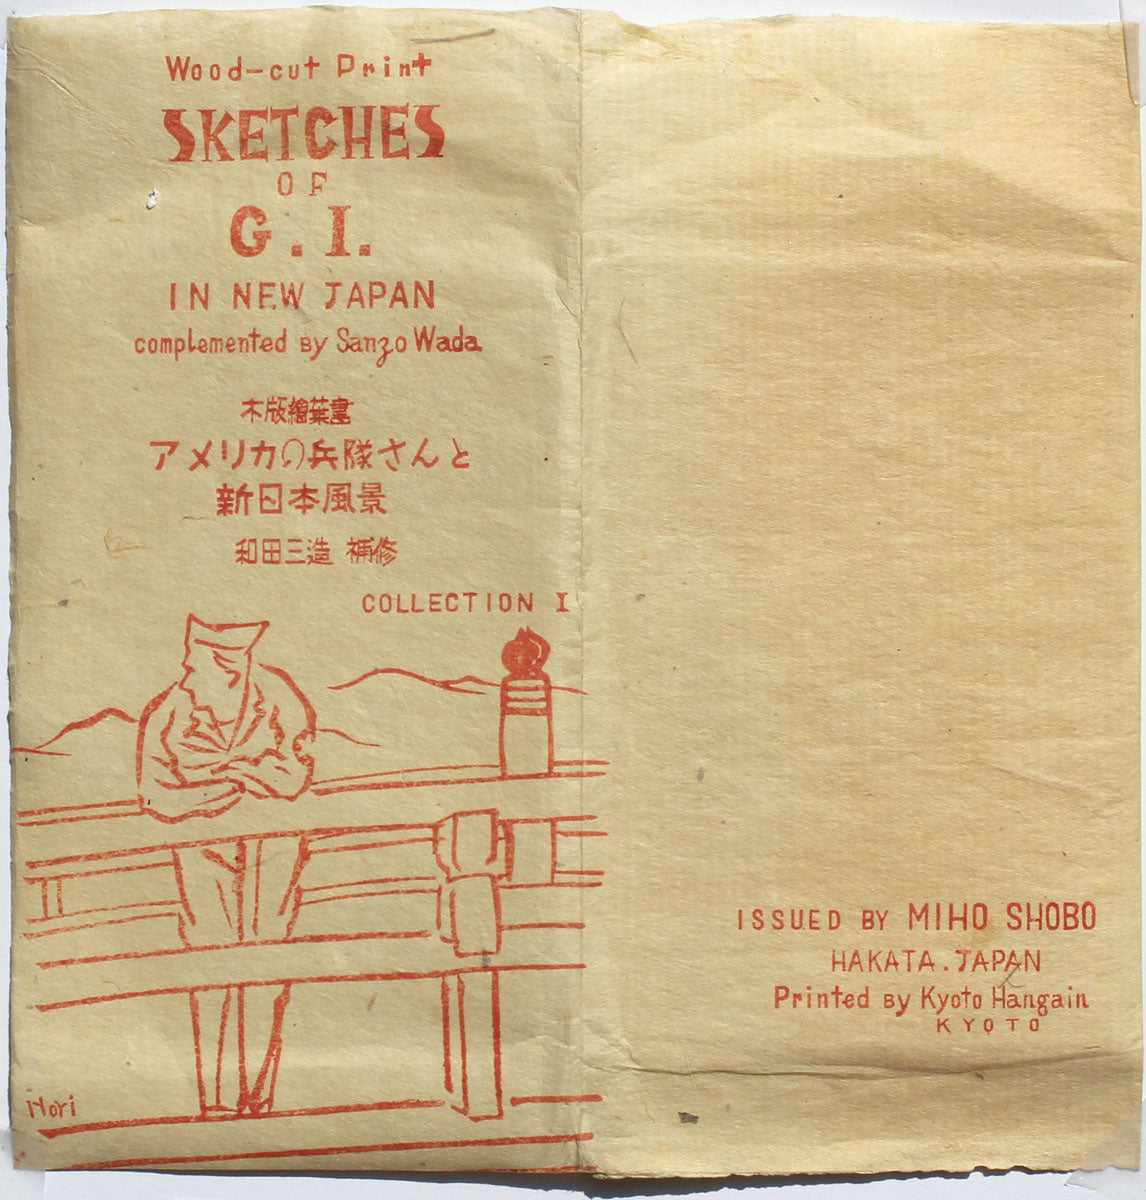 Wood-cut Print
SKETCHES
OF
G. I.
IN NEW JAPAN
complemented By Sanzo Wada
木版繪葉書
アメリカの兵隊さんと
新日本風景
和田三造 補修
COLLECTION I
Nori
ISSUED BY MIHO SHOBO
HAKATA. JAPAN
Printed By Kyoto Hangain
KYOTO